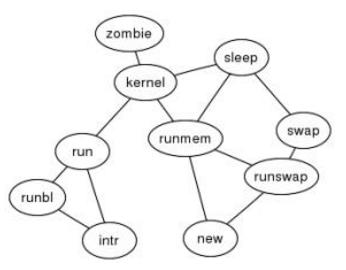 zombie
sleep
kernel
runmem
swap
run
runswap
runbl
intr
new